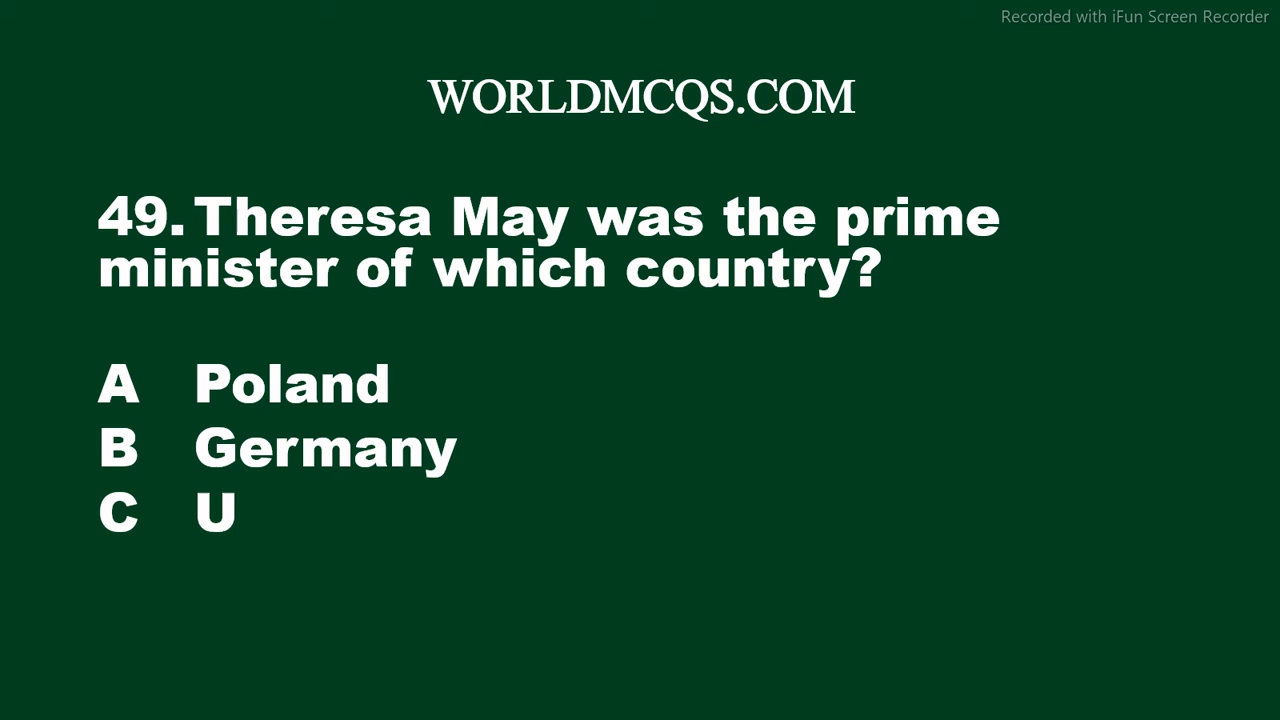 Recorded with iFun Screen Recorder
WORLDMCQS.COM
49. Theresa May was the prime
minister of which country?
A Poland
B Germany
C U